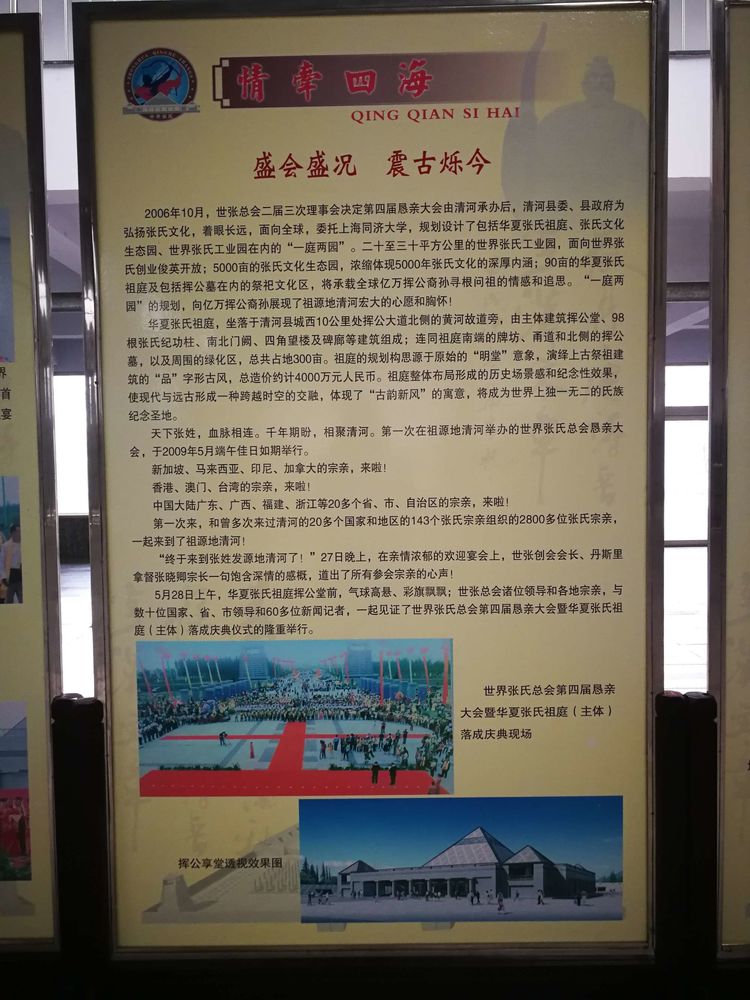 情牵四海
QING QIAN SI HAI
盛会盛况 震古烁今
2006年10月，世张总会二届三次理事会决定第四届恳亲大会由清河承办后，清河县委、县政府为
弘扬张氏文化，着眼长远，面向全球，委托上海同济大学，规划设计了包括华夏张氏祖庭、张氏文化
生态园、世界张氏工业园在内的“一庭两园”。二十至三十平方公里的世界张氏工业园，面向世界张
氏创业俊英开放；5000亩的张氏文化生态园，浓缩体现5000年张氏文化的深厚内涵；90亩的华夏张氏
祖庭及包括挥公墓在内的祭祀文化区，将承载全球亿万挥公裔孙寻根问祖的情感和追思。“一庭两
园”的规划，向亿万挥公裔孙展现了祖源地清河宏大的心愿和胸怀！
华夏张氏祖庭，坐落于清河县城西10公里处挥公大道北侧的黄河故道旁，由主体建筑挥公堂、98
根张氏纪功柱、南北门阙、四角望楼及碑廊等建筑组成；连同祖庭南端的牌坊、甬道和北侧的挥公
墓，以及周围的绿化区，总共占地300亩。祖庭的规划构思源于原始的“明堂”意象，演绎上古祭祖建
筑的“品”字形古风，总造价约计4000万元人民币。祖庭整体布局形成的历史场景感和纪念性效果，
使现代与远古形成一种跨越时空的交融，体现了“古韵新风”的寓意，将成为世界上独一无二的氏族
纪念圣地。
天下张姓，血脉相连。千年期盼，相聚清河。第一次在祖源地清河举办的世界张氏总会恳亲大
会，于2009年5月端午佳日如期举行。
新加坡、马来西亚、印尼、加拿大的宗亲，来啦！
香港、澳门、台湾的宗亲，来啦！
中国大陆广东、广西、福建、浙江等20多个省、市、自治区的宗亲，来啦！
第一次来，和曾多次来过清河的20多个国家和地区的143个张氏宗亲组织的2800多位张氏宗亲，
一起来到了祖源地清河！
“终于来到张姓发源地清河了！”27日晚上，在亲情浓郁的欢迎宴会上，世张创会会长、丹斯里
拿督张晓卿宗长一句饱含深情的感概，道出了所有参会宗亲的心声！
5月28日上午，华夏张氏祖庭挥公堂前，气球高悬、彩旗飘飘；世张总会诸位领导和各地宗亲，与
数十位国家、省、市领导和60多位新闻记者，一起见证了世界张氏总会第四届恳亲大会暨华夏张氏祖
庭（主体）落成庆典仪式的隆重举行。
世界张氏总会第四届恳亲
大会暨华夏张氏祖庭（主体）
落成庆典现场
挥公享堂透视效果图